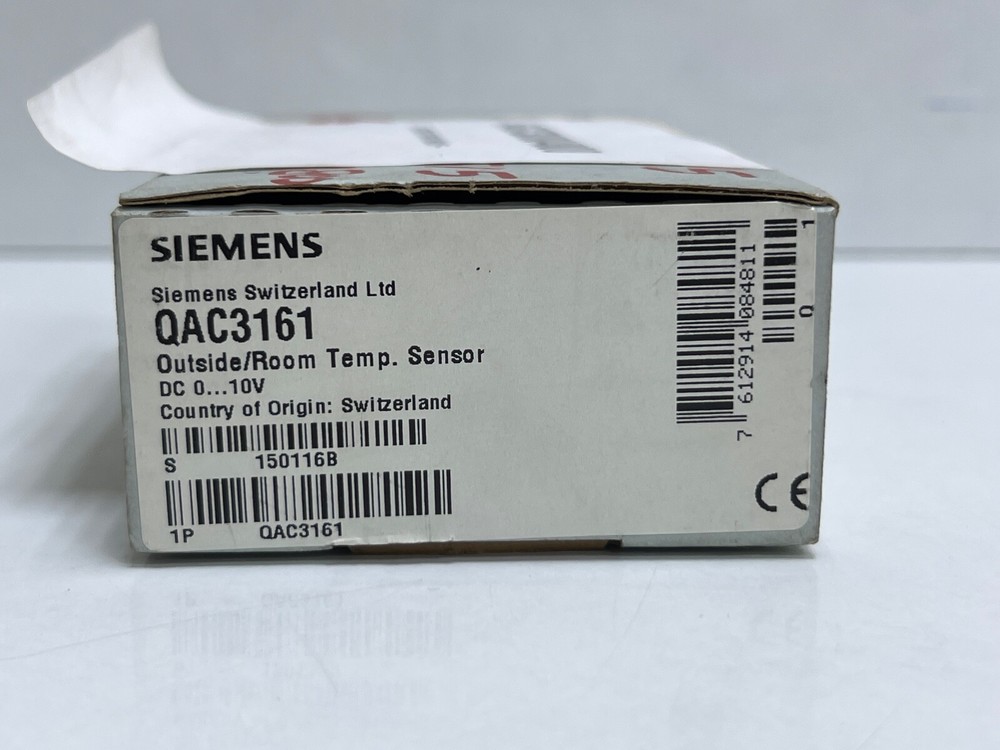 SIEMENS
Siemens Switzerland Ltd
QAC3161
Outside/Room Temp. Sensor
DC 0...10V
Country of Origin: Switzerland
S 150116B
1P QAC3161
7 612914 084811
Q 1
CE